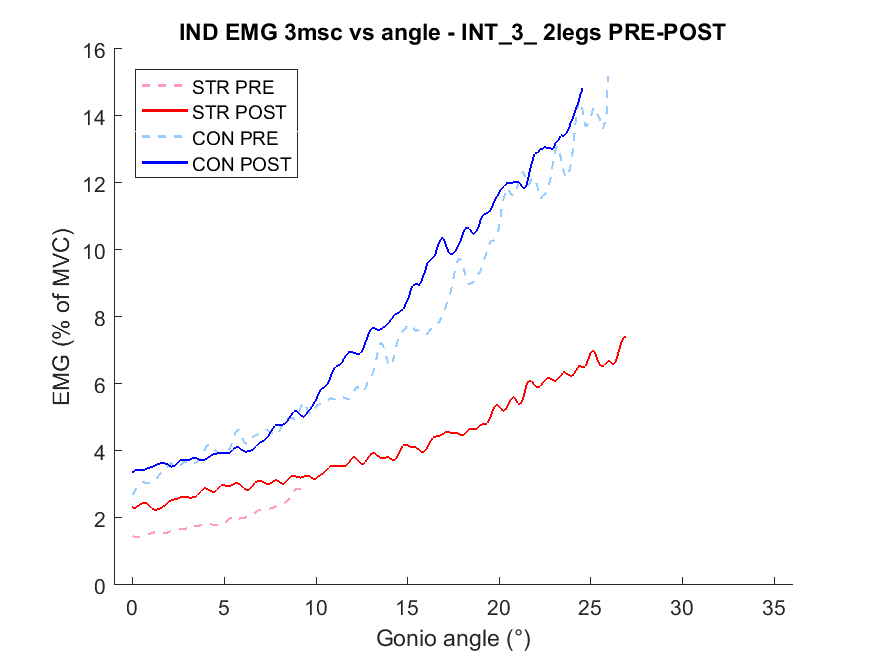 IND EMG 3msc vs angle - INT_3_ 2legs PRE-POST
16
14
12
10
8
6
4
2
0
EMG (% of MVC)
STR PRE
STR POST
CON PRE
CON POST
0 5 10 15 20 25 30 35
Gonio angle (°)